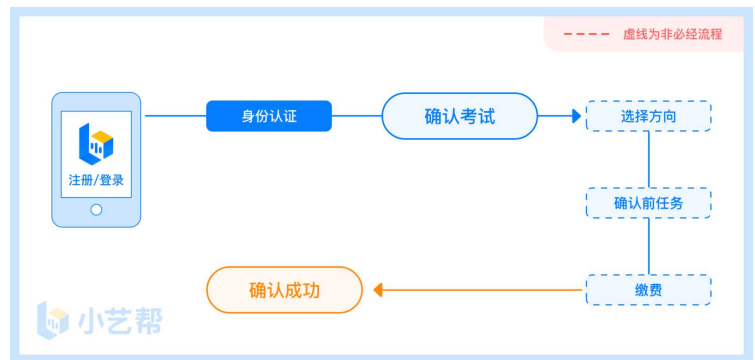 虚线为非必经流程
注册/登录
身份认证
确认考试
选择方向
确认前任务
缴费
确认成功
小艺帮